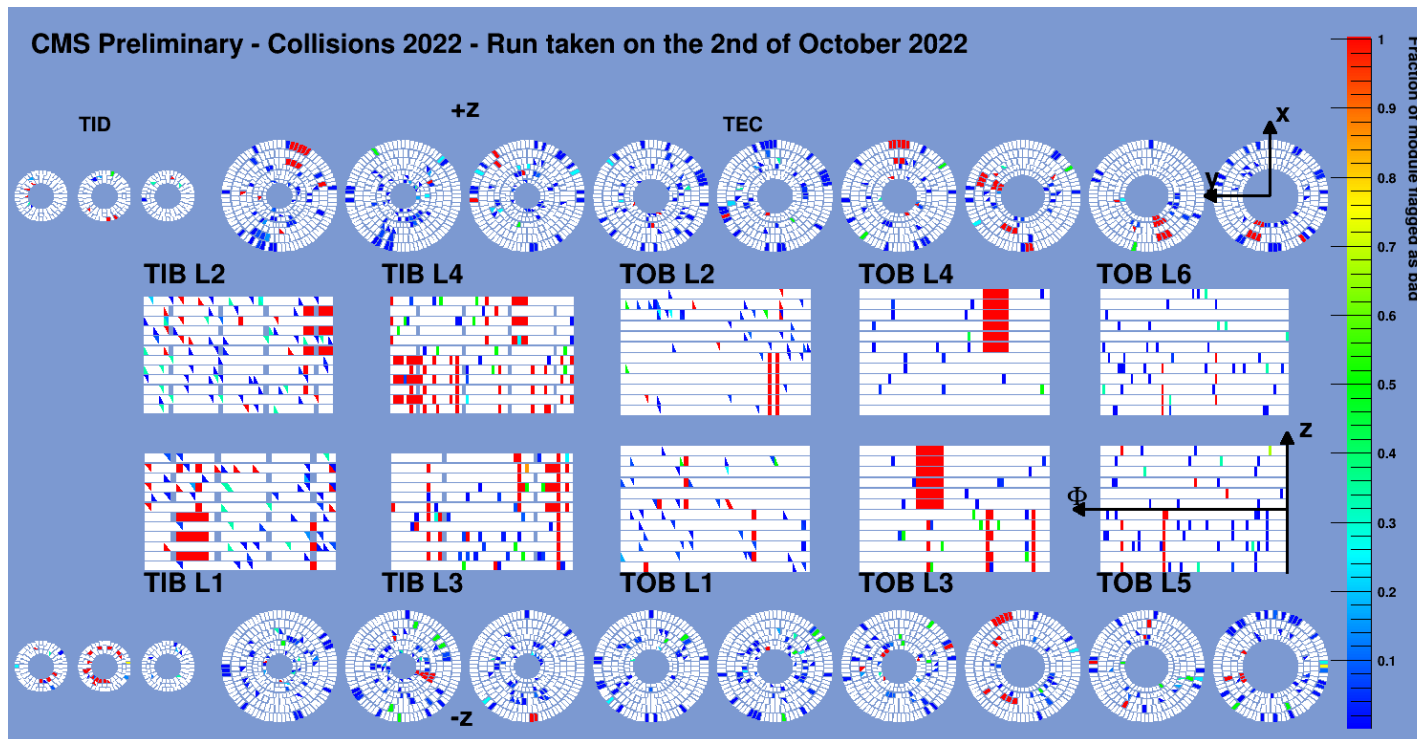 CMS Preliminary - Collisions 2022 - Run taken on the 2nd of October 2022
TID
+z
TEC
x
y
TIB L2
TIB L4
TOB L2
TOB L4
TOB L6
z
Φ
TIB L1
TIB L3
TOB L1
TOB L3
TOB L5
-z
1
0.9
0.8
0.7
0.6
0.5
0.4
0.3
0.2
0.1
Fraction of module flagged as bad